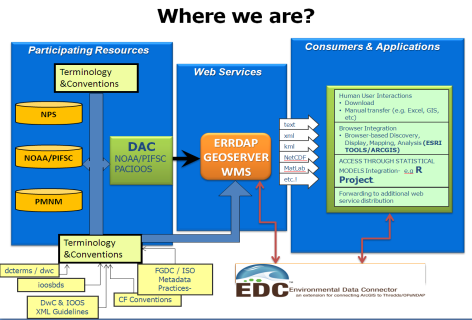 Where we are?
Participating Resources
Terminology
&Conventions
NPS
NOAA/PIFSC
PMNM
DAC
NOAA/PIFSC
PACIOOS
Terminology
&Conventions
dcterms / dwc
ioosbds
DwC & IOOS
XML Guidelines
CF Conventions
FGDC / ISO
Metadata
Practices-
Web Services
ERRDAP
GEOSERVER
WMS
text
xml
kml
NetCDF
MatLab
etc.!
Consumers & Applications
Human User Interactions
• Download
• Manual transfer (e.g. Excel, GIS,
etc)
Browser Integration
• Browser-based Discovery,
Display, Mapping, Analysis (ESRI
TOOLS/ARCGIS)
ACCESS THROUGH STATISTICAL
MODELS Integration- e.g R
Project
Forwarding to additional web
service distribution
EDC Environmental Data Connector
an extension for connecting ArcGIS to Thredds/OPeNDAP